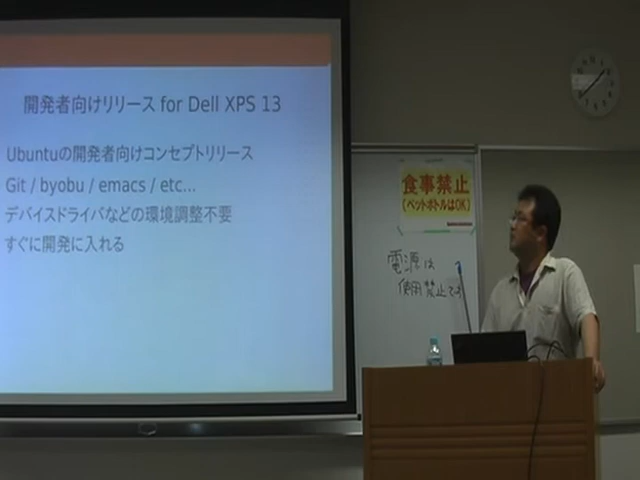 開発者向けリリース for Dell XPS 13
Ubuntuの開発者向けコンセプトリリース
Git / byobu / emacs / etc...
デバイスドライバなどの環境調整不要
すぐに開発に入れる
食事禁止
(ペットボトルはOK)
電源は
使用禁止です